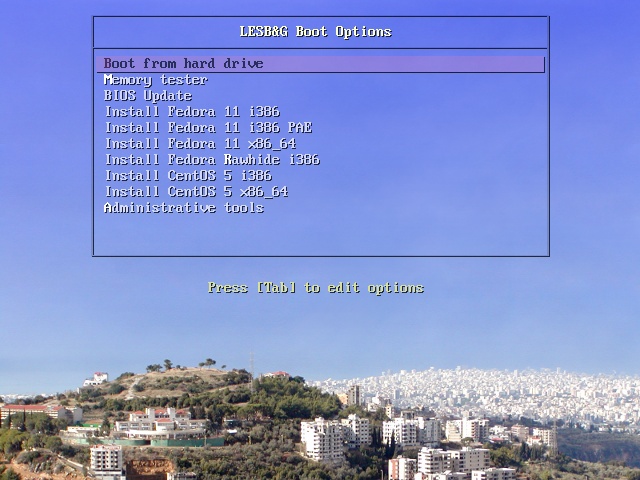 LESB&G Boot Options
Boot from hard drive
Memory tester
BIOS Update
Install Fedora 11 i386
Install Fedora 11 i386 PAE
Install Fedora 11 x86_64
Install Fedora Rawhide i386
Install CentOS 5 i386
Install CentOS 5 x86_64
Administrative tools
Press [Tab] to edit options